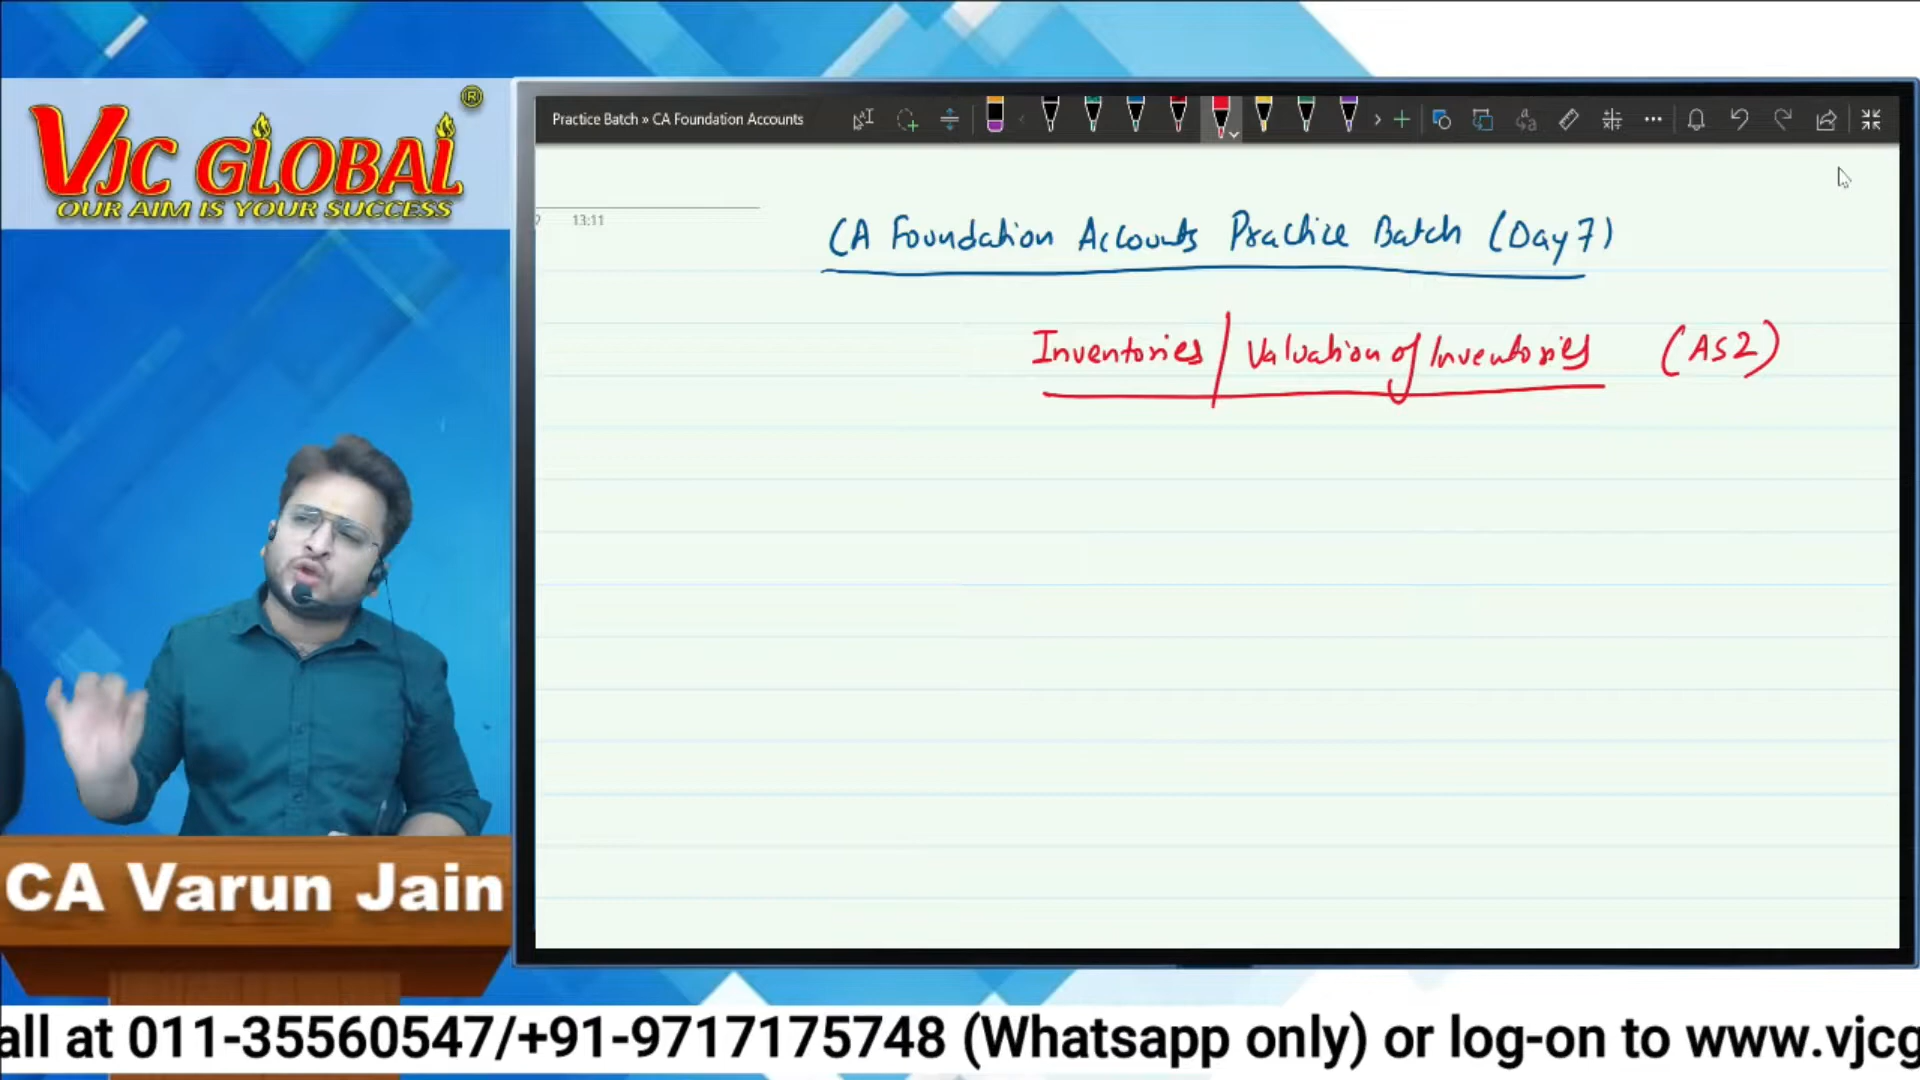 VJC GLOBAL ®
OUR AIM IS YOUR SUCCESS
Practice Batch » CA Foundation Accounts
13:11
CA Foundation Accounts Practice Batch (Day 7)
Inventories / Valuation of Inventories (AS2)
CA Varun Jain
all at 011-35560547/+91-9717175748 (Whatsapp only) or log-on to www.vjcg